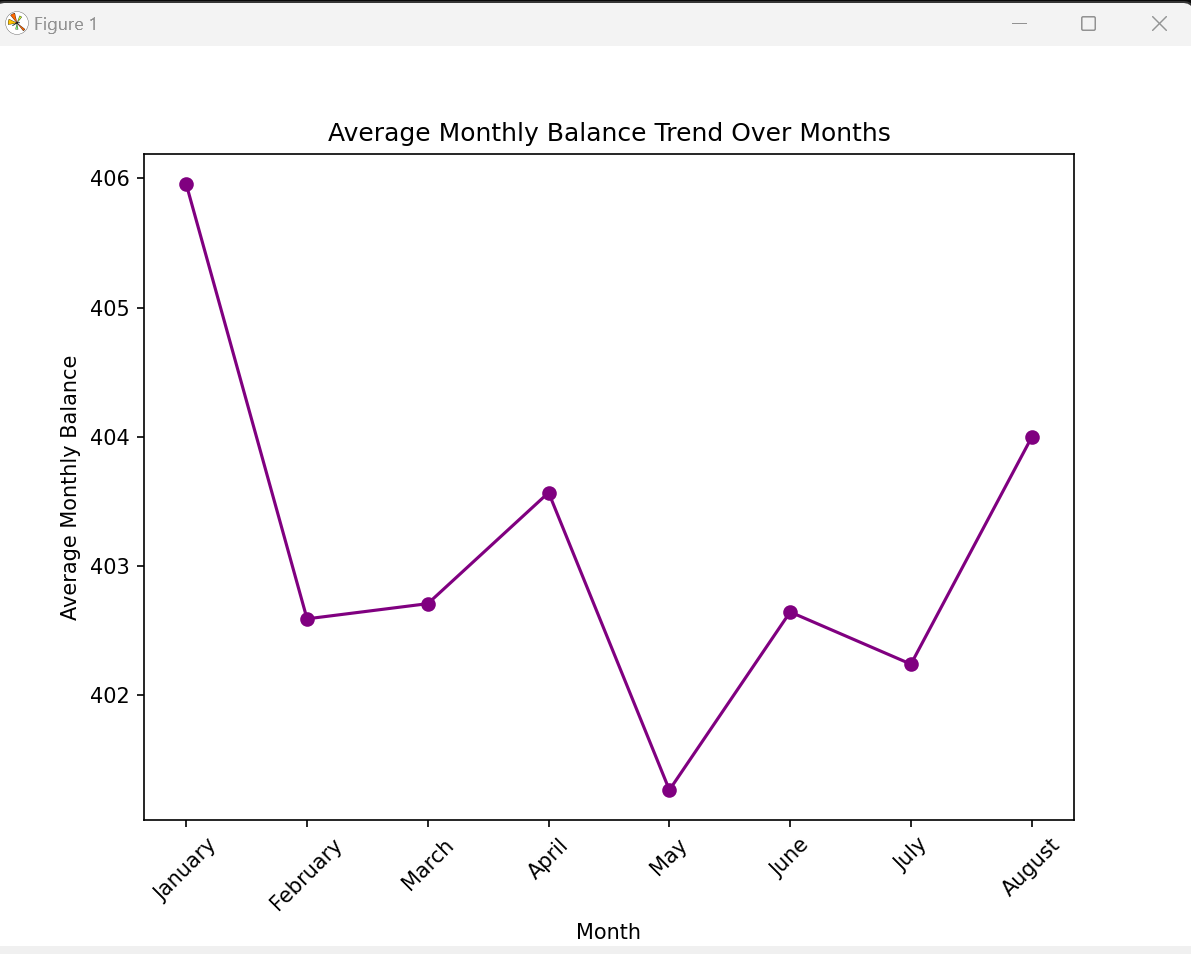 Figure 1
Average Monthly Balance Trend Over Months
406
405
404
403
402
Average Monthly Balance
January
February
March
April
May
June
July
August
Month